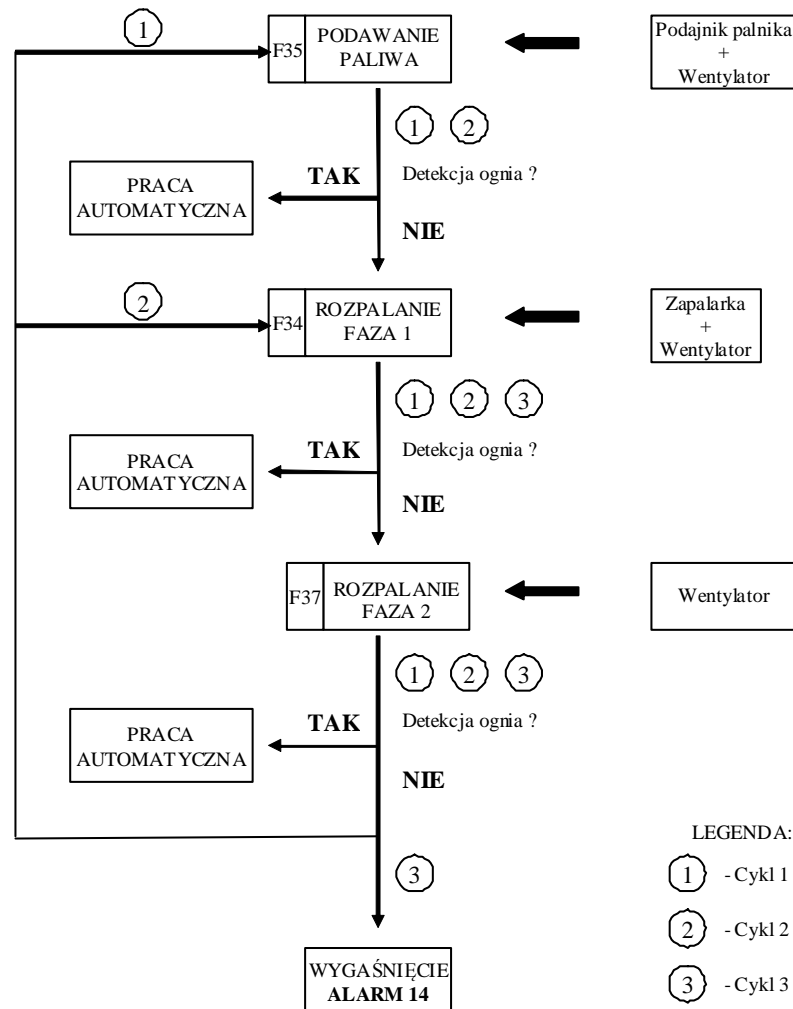 1
F35
PODAWANIE
PALIWA
Podajnik palnika
+
Wentylator
1 2
TAK
Detekcja ognia ?
PRACA
AUTOMATYCZNA
NIE
2
F34
ROZPALANIE
FAZA 1
Zapalarka
+
Wentylator
1 2 3
TAK
Detekcja ognia ?
PRACA
AUTOMATYCZNA
NIE
F37
ROZPALANIE
FAZA 2
Wentylator
1 2 3
TAK
Detekcja ognia ?
PRACA
AUTOMATYCZNA
NIE
3
WYGAŚNIĘCIE
ALARM 14
LEGENDA:
1 - Cykl 1
2 - Cykl 2
3 - Cykl 3